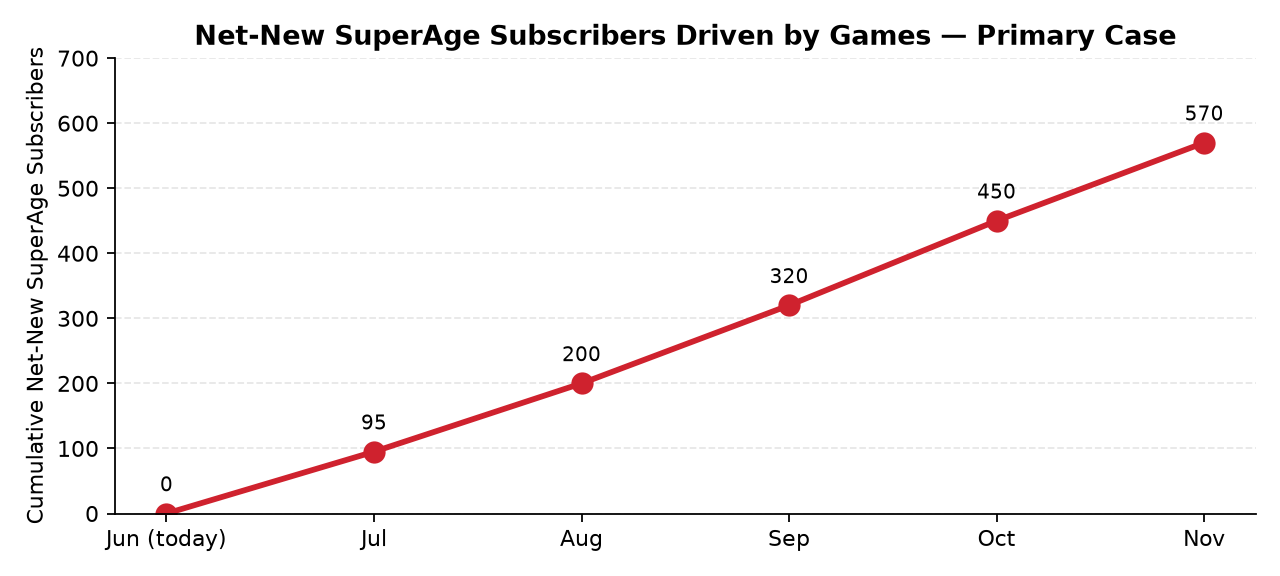 Net-New SuperAge Subscribers Driven by Games — Primary Case
Cumulative Net-New SuperAge Subscribers
700
600
500
400
300
200
100
0
0
95
200
320
450
570
Jun (today)
Jul
Aug
Sep
Oct
Nov